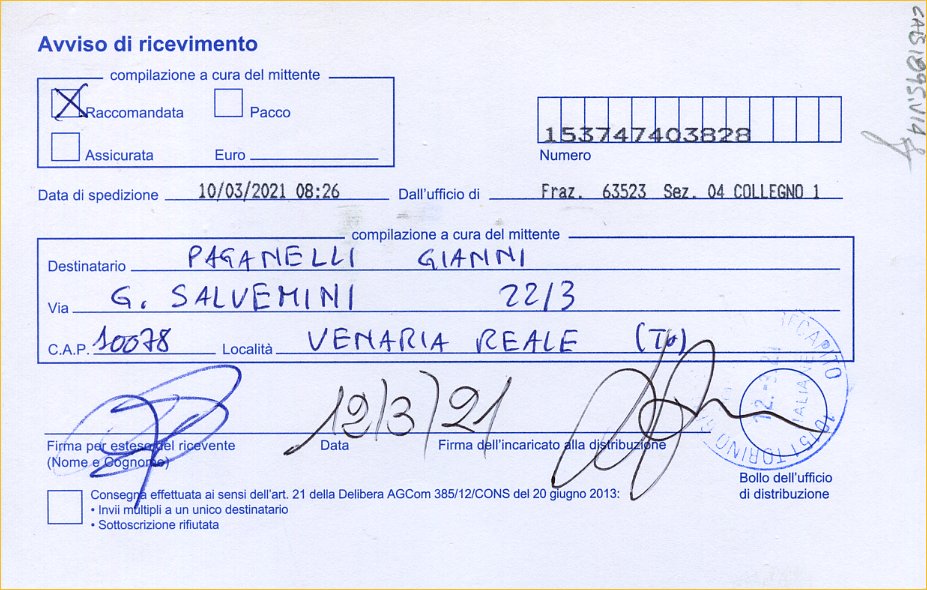 Avviso di ricevimento
compilazione a cura del mittente
Raccomandata Pacco
Assicurata Euro
153747403828
Numero
Data di spedizione 10/03/2021 08:26 Dall'ufficio di Fraz. 63523 Sez. 04 COLLEGNO 1
compilazione a cura del mittente
Destinatario PAGANELLI GIANNI
Via G. SALVEMINI 22/3
C.A.P. 10078 Località VENARIA REALE (TO)
12/3/21
Firma per esteso del ricevente Data Firma dell'incaricato alla distribuzione
(Nome e Cognome)
RECAPITO
10151 TORINO
Bollo dell'ufficio
di distribuzione
Consegna effettuata ai sensi dell'art. 21 della Delibera AGCom 385/12/CONS del 20 giugno 2013:
• Invii multipli a un unico destinatario
• Sottoscrizione rifiutata